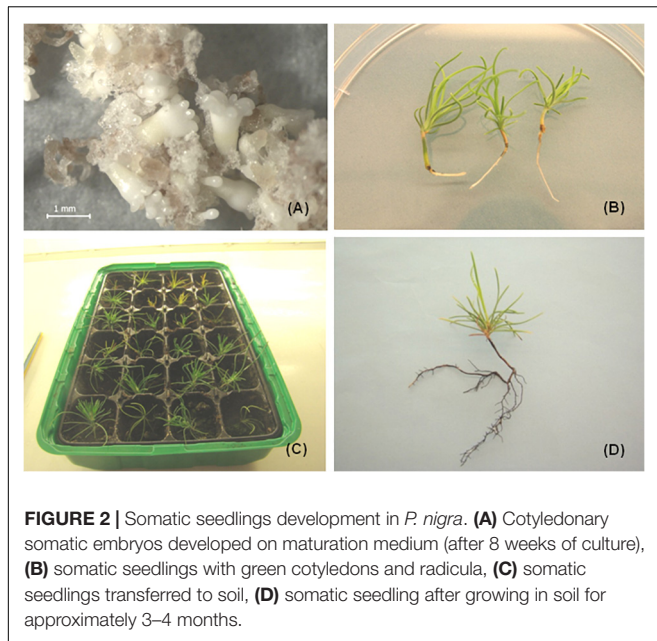 1 mm
(A)
(B)
(C)
(D)
FIGURE 2 | Somatic seedlings development in P. nigra. (A) Cotyledonary
somatic embryos developed on maturation medium (after 8 weeks of culture),
(B) somatic seedlings with green cotyledons and radicula, (C) somatic
seedlings transferred to soil, (D) somatic seedling after growing in soil for
approximately 3–4 months.